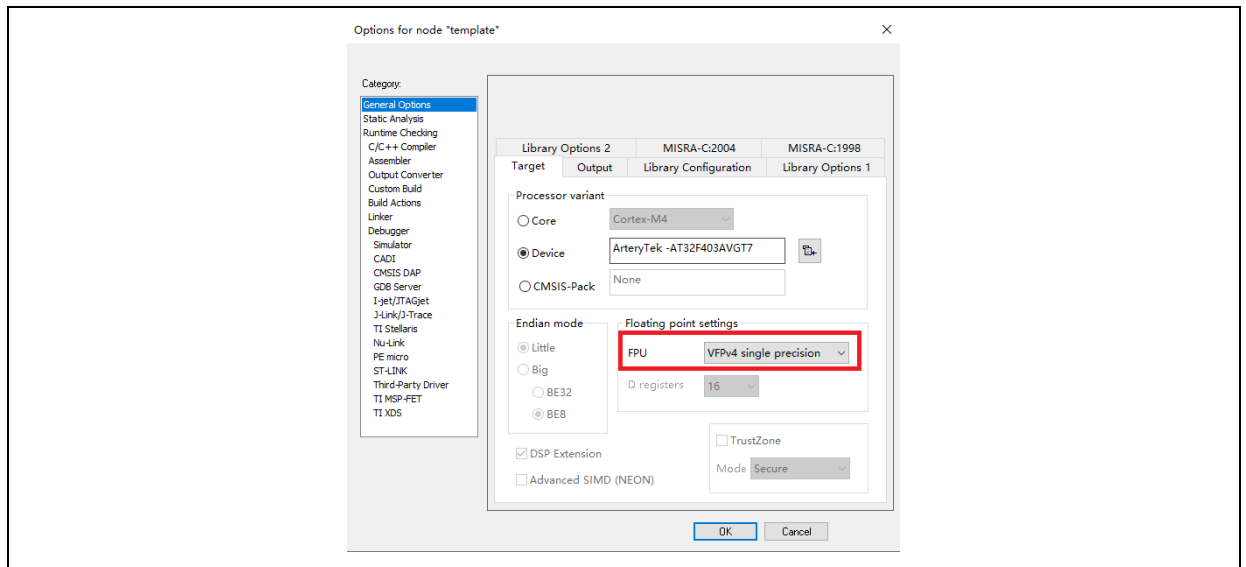 Options for node "template"
Category:
General Options
Static Analysis
Runtime Checking
C/C++ Compiler
Assembler
Output Converter
Custom Build
Build Actions
Linker
Debugger
Simulator
CADI
CMSIS DAP
GDB Server
I-jet/JTAGjet
J-Link/J-Trace
TI Stellaris
Nu-Link
PE micro
ST-LINK
Third-Party Driver
TI MSP-FET
TI XDS
Library Options 2 MISRA-C:2004 MISRA-C:1998
Target Output Library Configuration Library Options 1
Processor variant
Core Cortex-M4
Device ArteryTek -AT32F403AVGT7
CMSIS-Pack None
Endian mode
Little
Big
BE32
BE8
Floating point settings
FPU VFPv4 single precision
D registers 16
DSP Extension
Advanced SIMD (NEON)
TrustZone
Mode Secure
OK Cancel